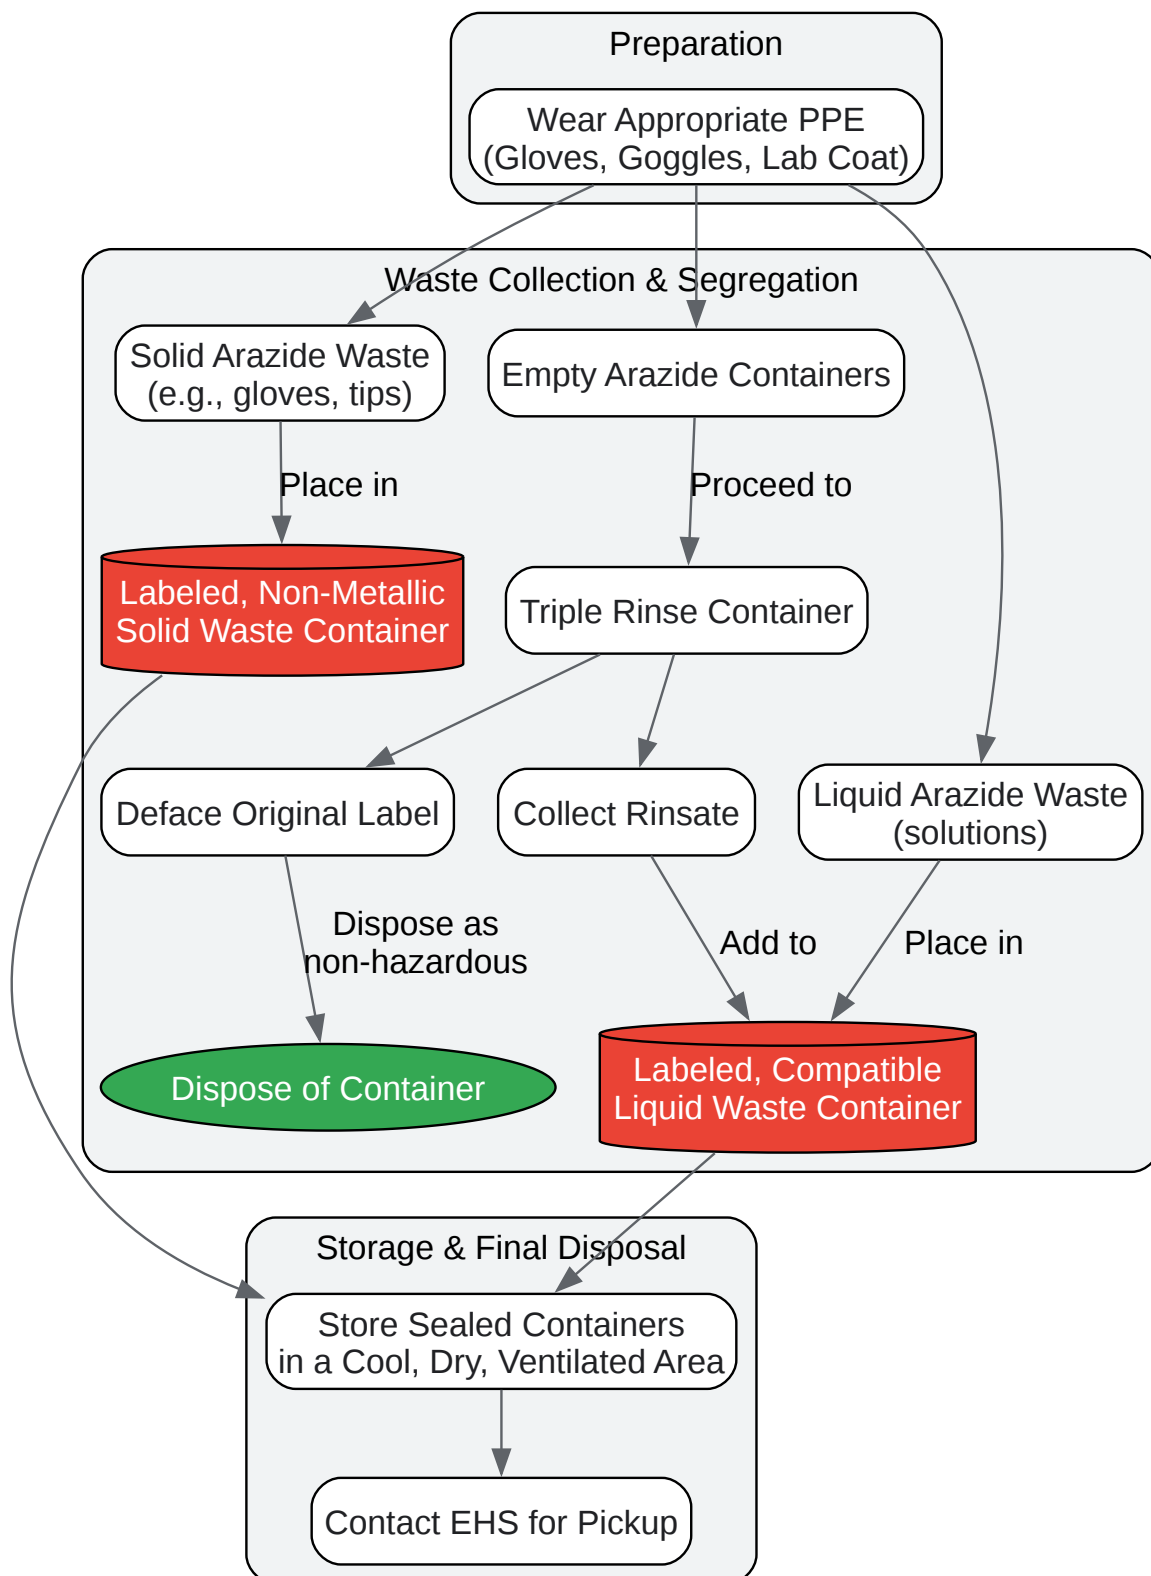 Preparation
Wear Appropriate PPE
(Gloves, Goggles, Lab Coat)
Waste Collection & Segregation
Solid Arazide Waste
(e.g., gloves, tips)
Empty Arazide Containers
Place in
Proceed to
Labeled, Non-Metallic
Solid Waste Container
Triple Rinse Container
Deface Original Label
Collect Rinsate
Liquid Arazide Waste
(solutions)
Dispose as
non-hazardous
Add to
Place in
Dispose of Container
Labeled, Compatible
Liquid Waste Container
Storage & Final Disposal
Store Sealed Containers
in a Cool, Dry, Ventilated Area
Contact EHS for Pickup